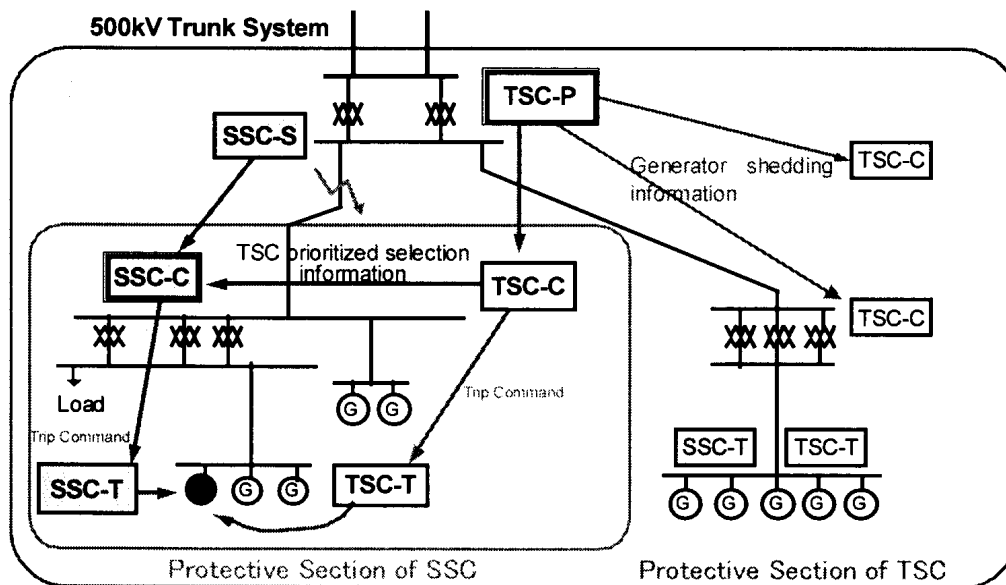 500kV Trunk System
TSC-P
SSC-S
TSC-C
Generator shedding
information
TSC prioritized selection
information
SSC-C
TSC-C
TSC-C
Load
Trip Command
Trip Command
G G
SSC-T
TSC-T
SSC-T
G G
TSC-T
G G G G G
Protective Section of SSC
Protective Section of TSC